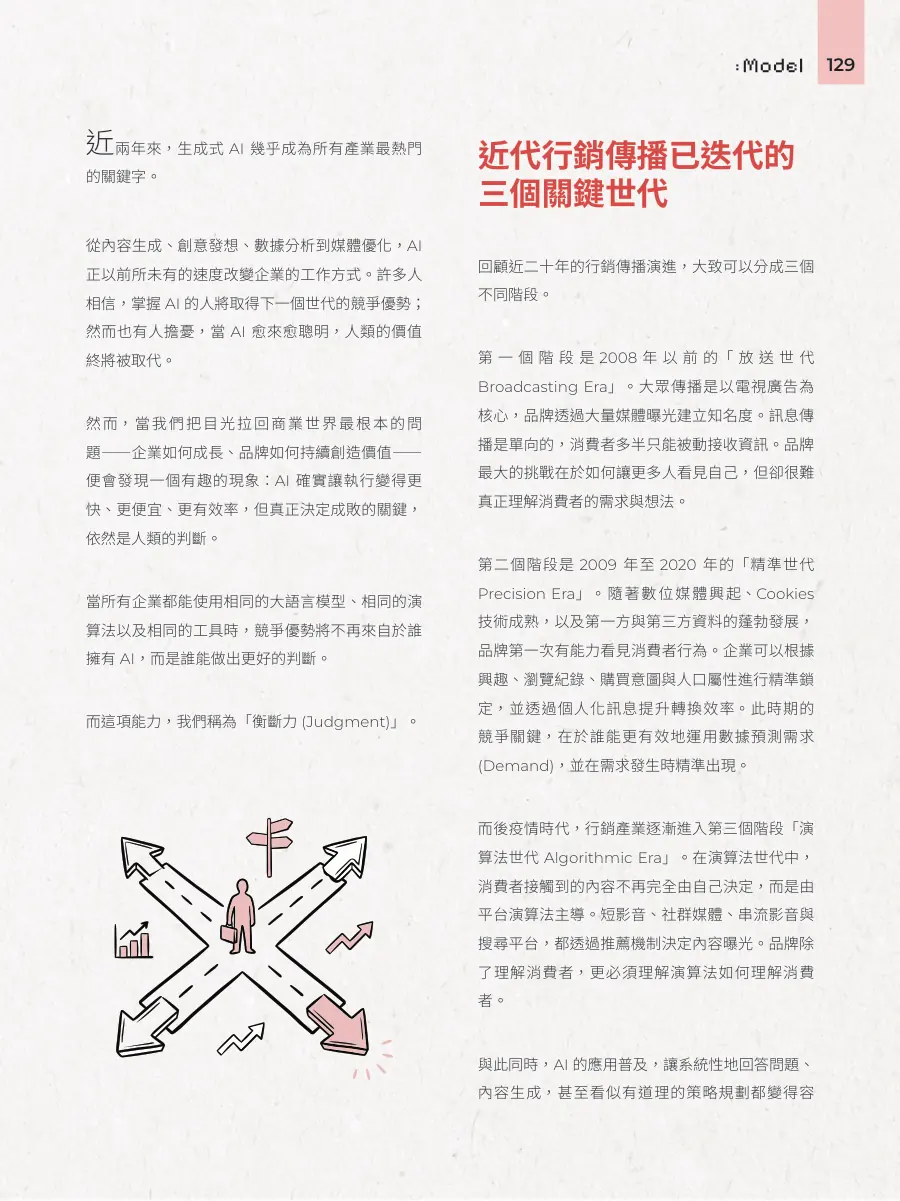 :Model 129
近兩年來，生成式 AI 幾乎成為所有產業最熱門
的關鍵字。
從內容生成、創意發想、數據分析到媒體優化，AI
正以前所未有的速度改變企業的工作方式。許多人
相信，掌握 AI 的人將取得下一個世代的競爭優勢；
然而也有人擔憂，當 AI 愈來愈聰明，人類的價值
終將被取代。
然而，當我們把目光拉回商業世界最根本的問
題——企業如何成長、品牌如何持續創造價值——
便會發現一個有趣的現象：AI 確實讓執行變得更
快、更便宜、更有效率，但真正決定成敗的關鍵，
依然是人類的判斷。
當所有企業都能使用相同的大語言模型、相同的演
算法以及相同的工具時，競爭優勢將不再來自於誰
擁有 AI，而是誰能做出更好的判斷。
而這項能力，我們稱為「衡斷力 (Judgment)」。
近代行銷傳播已迭代的
三個關鍵世代
回顧近二十年的行銷傳播演進，大致可以分成三個
不同階段。
第一個階段是2008年以前的「放送世代
Broadcasting Era」。大眾傳播是以電視廣告為
核心，品牌透過大量媒體曝光建立知名度。訊息傳
播是單向的，消費者多半只能被動接收資訊。品牌
最大的挑戰在於如何讓更多人看見自己，但卻很難
真正理解消費者的需求與想法。
第二個階段是 2009 年至 2020 年的「精準世代
Precision Era」。隨著數位媒體興起、Cookies
技術成熟，以及第一方與第三方資料的蓬勃發展，
品牌第一次有能力看見消費者行為。企業可以根據
興趣、瀏覽紀錄、購買意圖與人口屬性進行精準鎖
定，並透過個人化訊息提升轉換效率。此時期的
競爭關鍵，在於誰能更有效地運用數據預測需求
(Demand)，並在需求發生時精準出現。
而後疫情時代，行銷產業逐漸進入第三個階段「演
算法世代 Algorithmic Era」。在演算法世代中，
消費者接觸到的內容不再完全由自己決定，而是由
平台演算法主導。短影音、社群媒體、串流影音與
搜尋平台，都透過推薦機制決定內容曝光。品牌除
了理解消費者，更必須理解演算法如何理解消費
者。
與此同時，AI 的應用普及，讓系統性地回答問題、
內容生成，甚至看似有道理的策略規劃都變得容